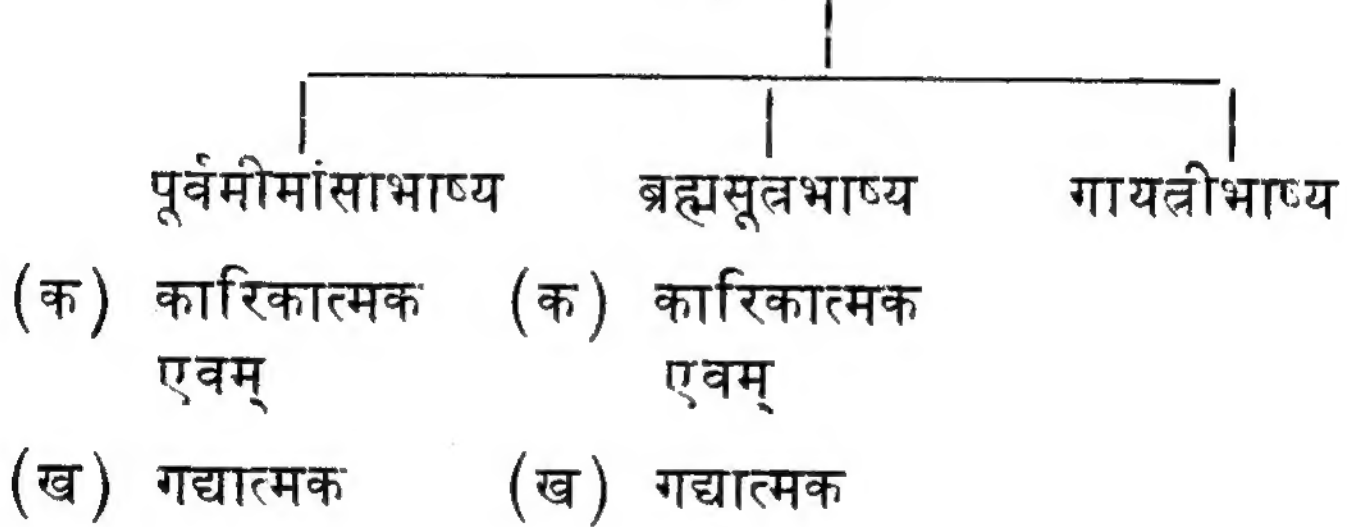 पूर्वमीमांसाभाष्य ब्रह्मसूत्रभाष्य गायत्रीभाष्य
(क) कारिकात्मक (क) कारिकात्मक
एवम् एवम्
(ख) गद्यात्मक (ख) गद्यात्मक